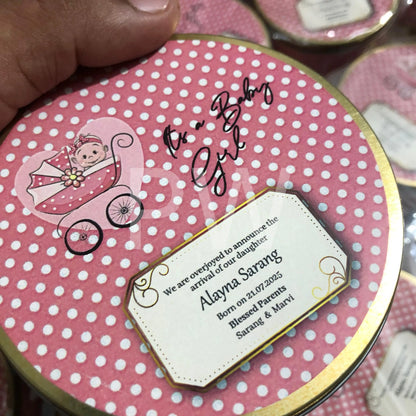 It's a Baby
Girl
We are overjoyed to announce the
arrival of our daughter
Alayna Sarang
Born on 21.07.2025
Blessed Parents
Sarang & Marvi